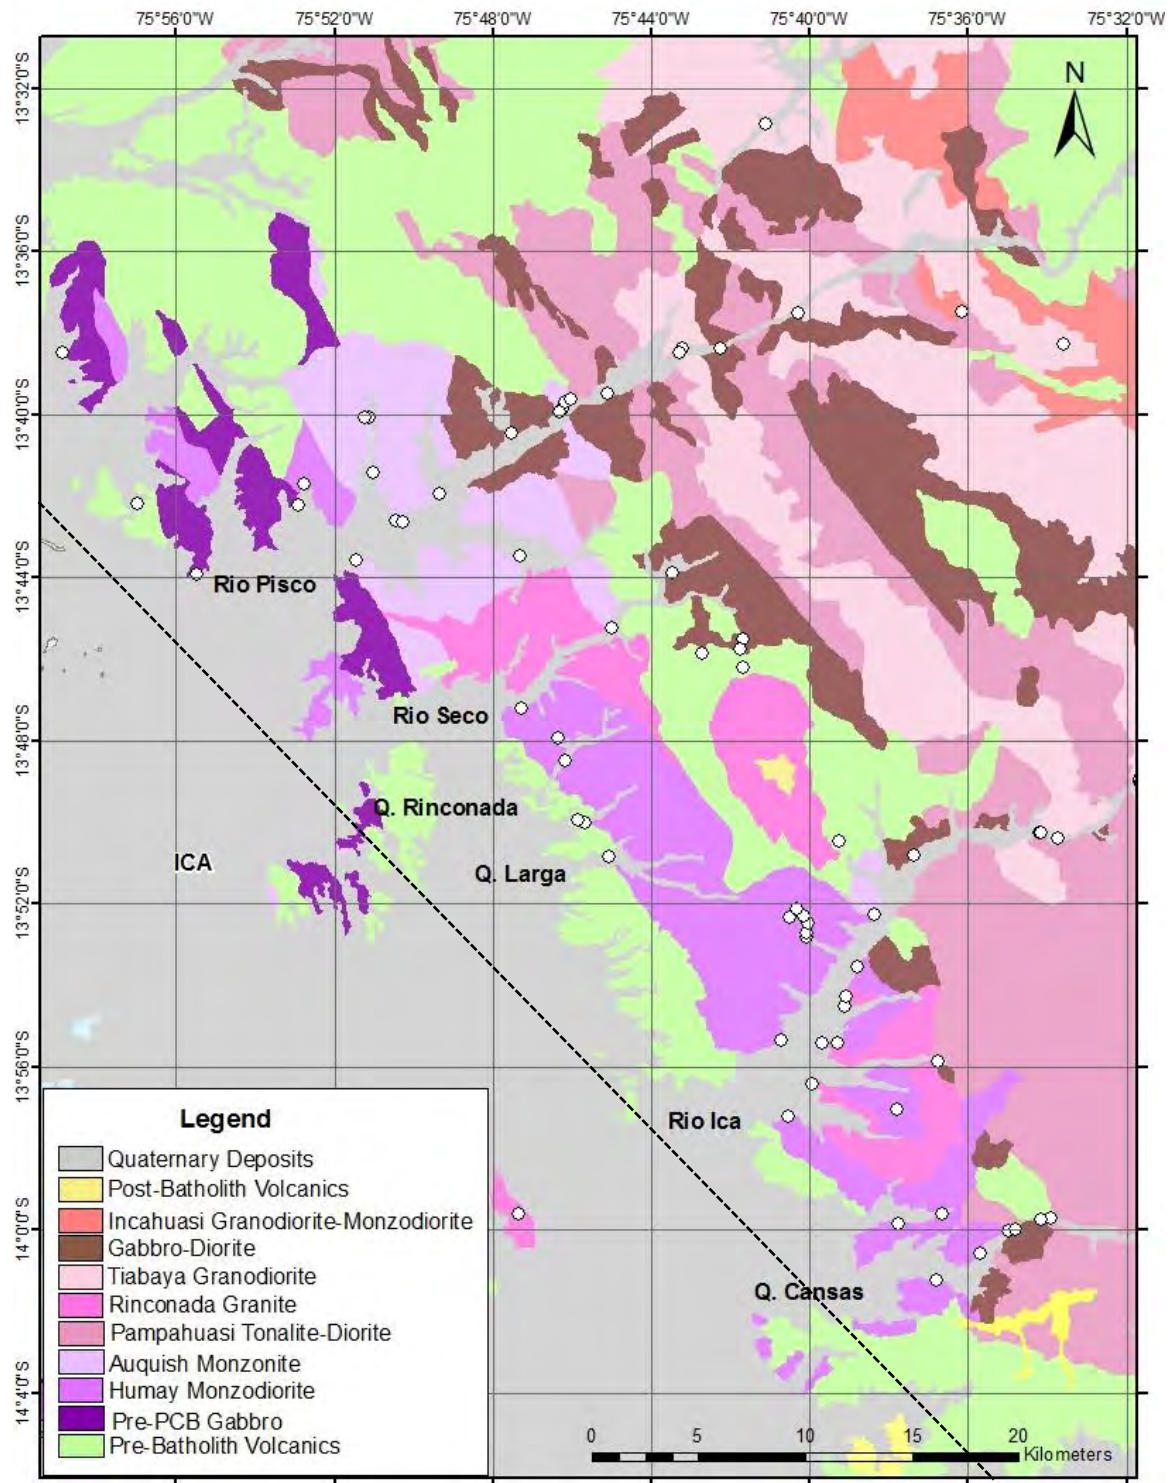 75°56'0"W 75°52'0"W 75°48'0"W 75°44'0"W 75°40'0"W 75°36'0"W 75°32'0"W
N
13°32'0"S
13°36'0"S
13°40'0"S
13°44'0"S
Rio Pisco
Rio Seco
13°48'0"S
Q. Rinconada
ICA
Q. Larga
13°52'0"S
13°56'0"S
Rio Ica
14°0'0"S
Q. Cansas
14°4'0"S
Legend
Quaternary Deposits
Post-Batholith Volcanics
Incahuasi Granodiorite-Monzodiorite
Gabbro-Diorite
Tiabaya Granodiorite
Rinconada Granite
Pampahuasi Tonalite-Diorite
Auquish Monzonite
Humay Monzodiorite
Pre-PCB Gabbro
Pre-Batholith Volcanics
0 5 10 15 20
Kilometers